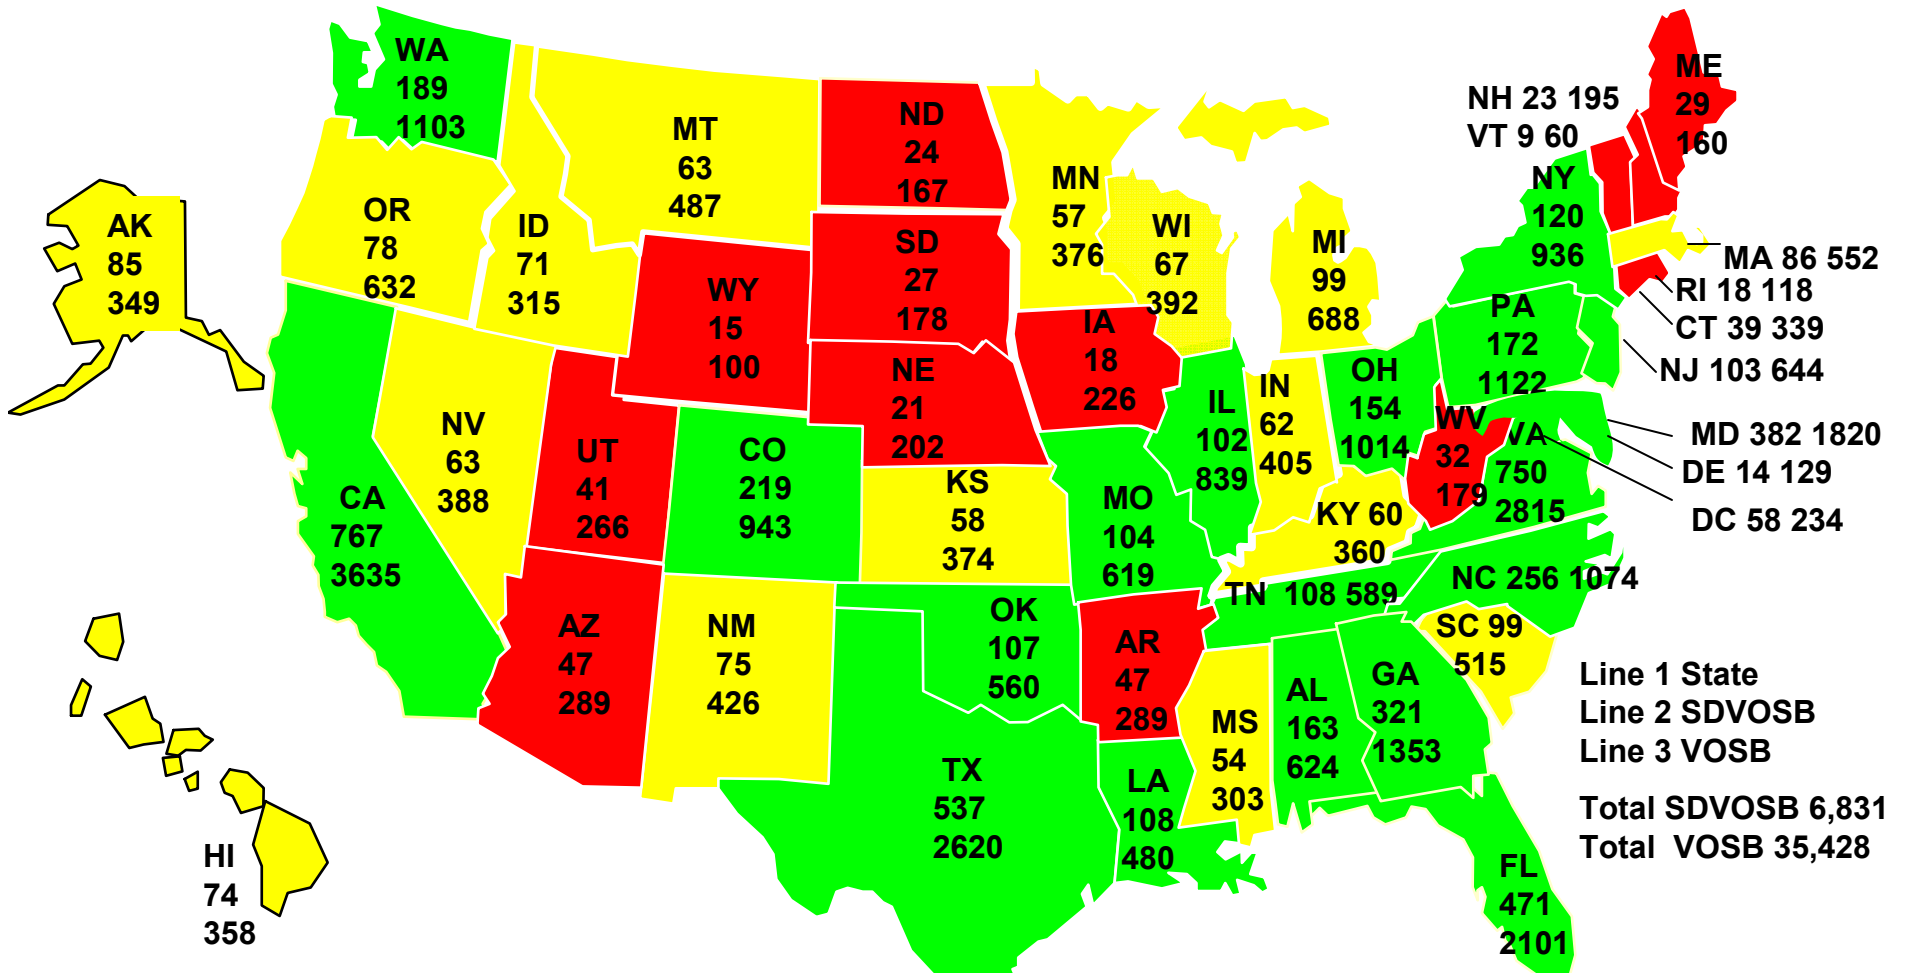 WA
189
1103
MT
63
487
ND
24
167
MN
57
376
WI
67
392
MI
99
688
NH 23 195
VT 9 60
ME
29
160
NY
120
936
MA 86 552
RI 18 118
CT 39 339
NJ 103 644
AK
85
349
OR
78
632
ID
71
315
WY
15
100
SD
27
178
NE
21
202
IA
18
226
IL
102
839
IN
62
405
OH
154
1014
PA
172
1122
WV
32
179
VA
750
2815
MD 382 1820
DE 14 129
DC 58 234
CA
767
3635
NV
63
388
UT
41
266
CO
219
943
KS
58
374
MO
104
619
KY 60
360
TN 108 589
NC 256 1074
SC 99
515
AZ
47
289
NM
75
426
OK
107
560
AR
47
289
MS
54
303
AL
163
624
GA
321
1353
TX
537
2620
LA
108
480
FL
471
2101
HI
74
358
Line 1 State
Line 2 SDVOSB
Line 3 VOSB
Total SDVOSB 6,831
Total VOSB 35,428